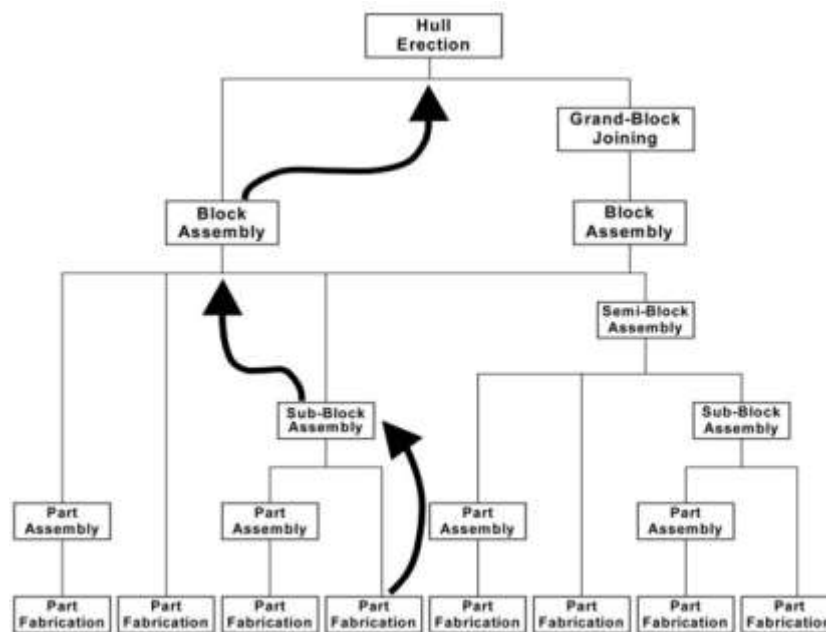 Hull
Erection
Grand-Block
Joining
Block
Assembly
Block
Assembly
Semi-Block
Assembly
Sub-Block
Assembly
Sub-Block
Assembly
Part
Assembly
Part
Assembly
Part
Assembly
Part
Assembly
Part
Fabrication
Part
Fabrication
Part
Fabrication
Part
Fabrication
Part
Fabrication
Part
Fabrication
Part
Fabrication
Part
Fabrication